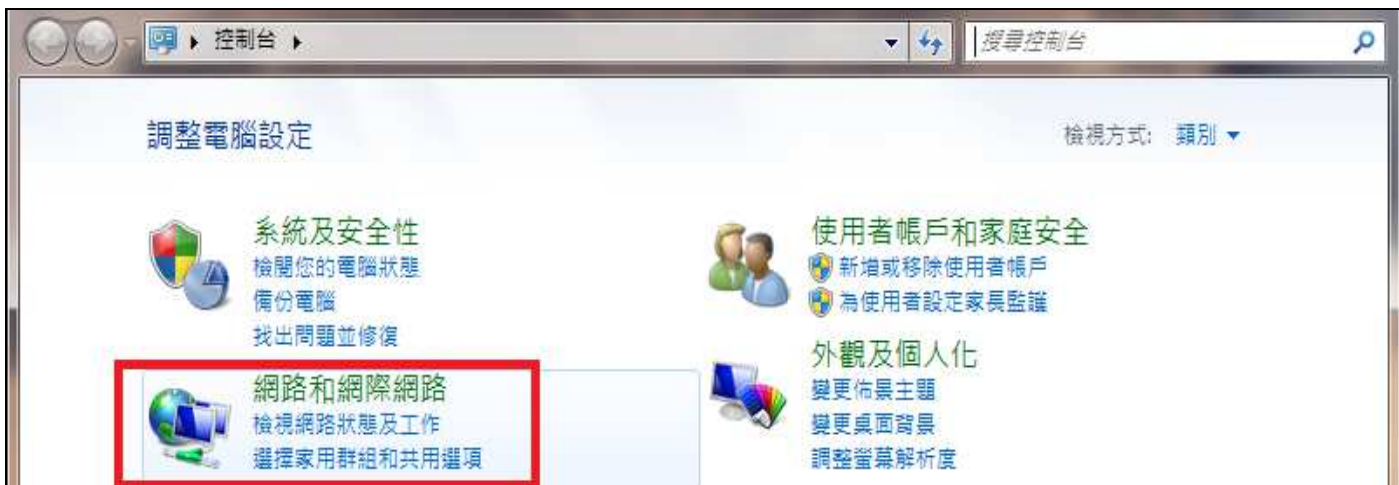 控制台
搜尋控制台
調整電腦設定
檢視方式: 類別
系統及安全性
檢閱您的電腦狀態
備份電腦
找出問題並修復
網路和網際網路
檢視網路狀態及工作
選擇家用群組和共用選項
使用者帳戶和家庭安全
新增或移除使用者帳戶
為使用者設定家長監護
外觀及個人化
變更佈景主題
變更桌面背景
調整螢幕解析度